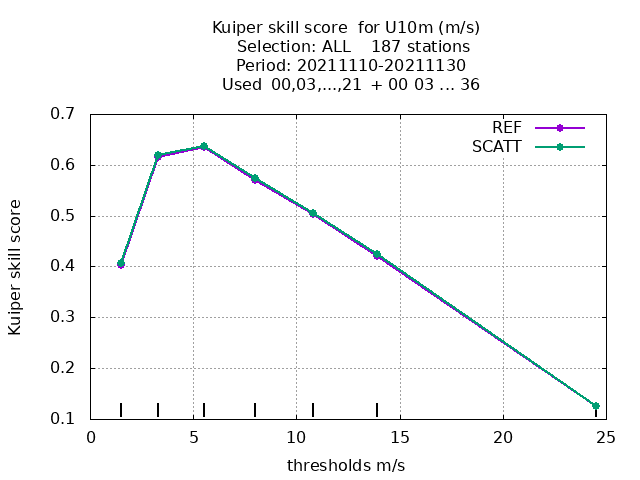 Kuiper skill score  for U10m (m/s)
Selection: ALL    187 stations
Period: 20211110-20211130
Used  00,03,...,21  + 00 03 ... 36
REF
SCATT
0.7
0.6
0.5
0.4
0.3
0.2
0.1
Kuiper skill score
0 5 10 15 20 25
thresholds m/s